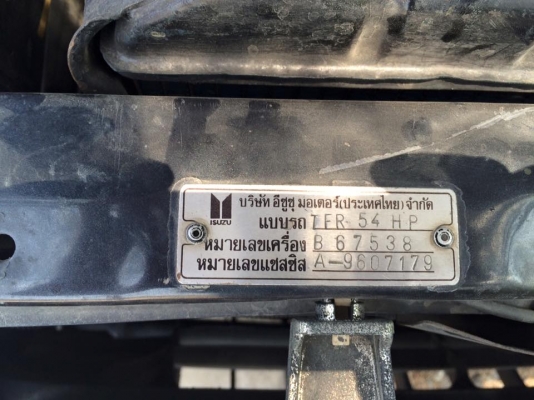 บริษัท อีซูซุ มอเตอร์(ประเทศไทย)จำกัด
ISUZU
แบบรถ TFR 54 HP
หมายเลขเครื่อง B 67538
หมายเลขแชสซิส A-9607179